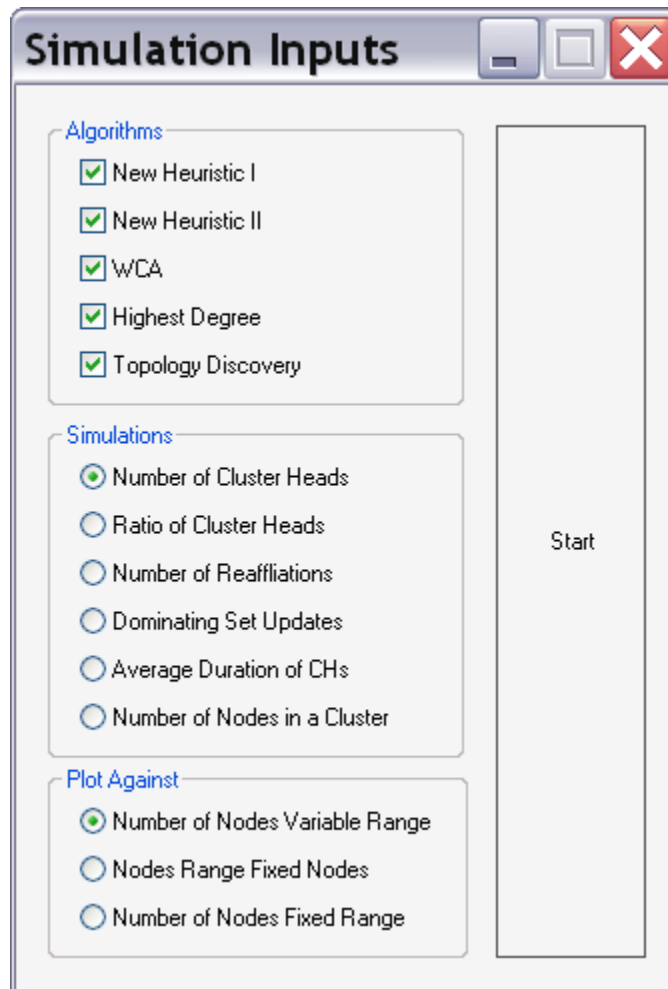 Simulation Inputs
Algorithms
New Heuristic I
New Heuristic II
WCA
Highest Degree
Topology Discovery
Simulations
Number of Cluster Heads
Ratio of Cluster Heads
Number of Reaffliations
Dominating Set Updates
Average Duration of CHs
Number of Nodes in a Cluster
Plot Against
Number of Nodes Variable Range
Nodes Range Fixed Nodes
Number of Nodes Fixed Range
Start